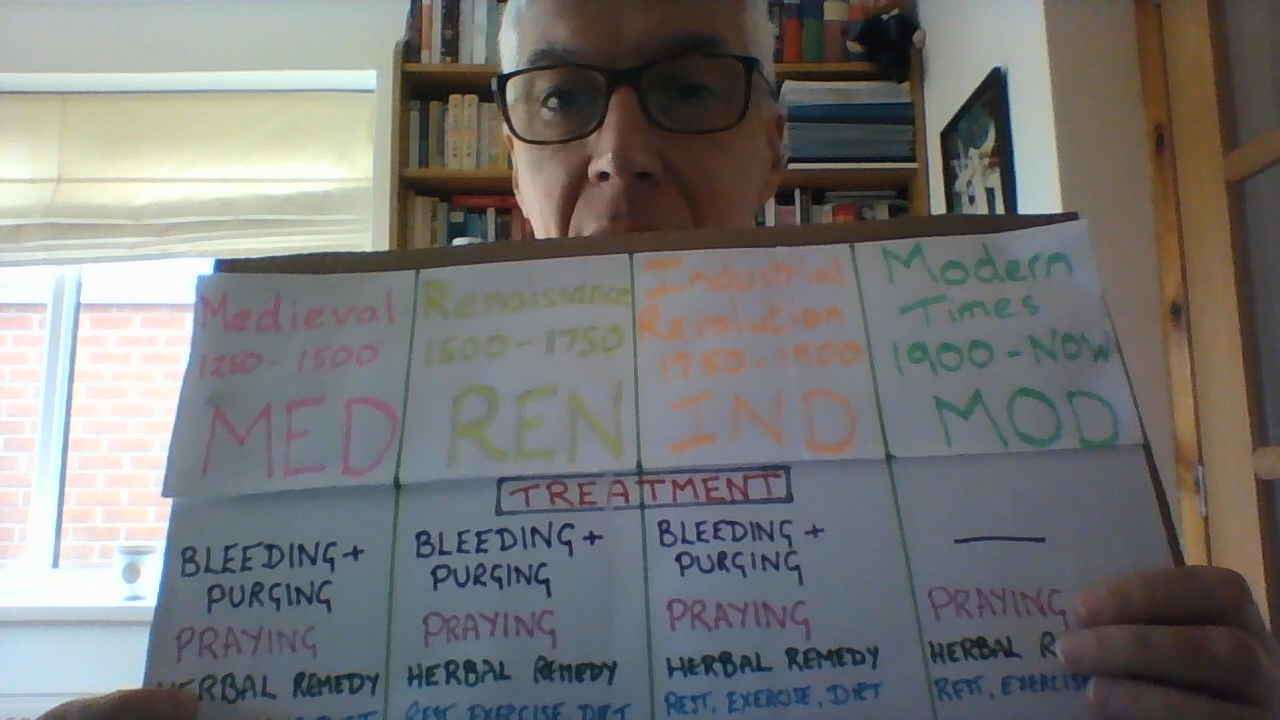 Medieval
1250-1500
MED
Renaissance
1500-1750
REN
Industrial
Revolution
1750-1900
IND
Modern
Times
1900-NOW
MOD
TREATMENT
BLEEDING +
PURGING
PRAYING
HERBAL REMEDY
DIET
BLEEDING +
PURGING
PRAYING
HERBAL REMEDY
REST, EXERCISE, DIET
BLEEDING +
PURGING
PRAYING
HERBAL REMEDY
REST, EXERCISE, DIET
—
PRAYING
HERBAL R
REST, EXERCISE